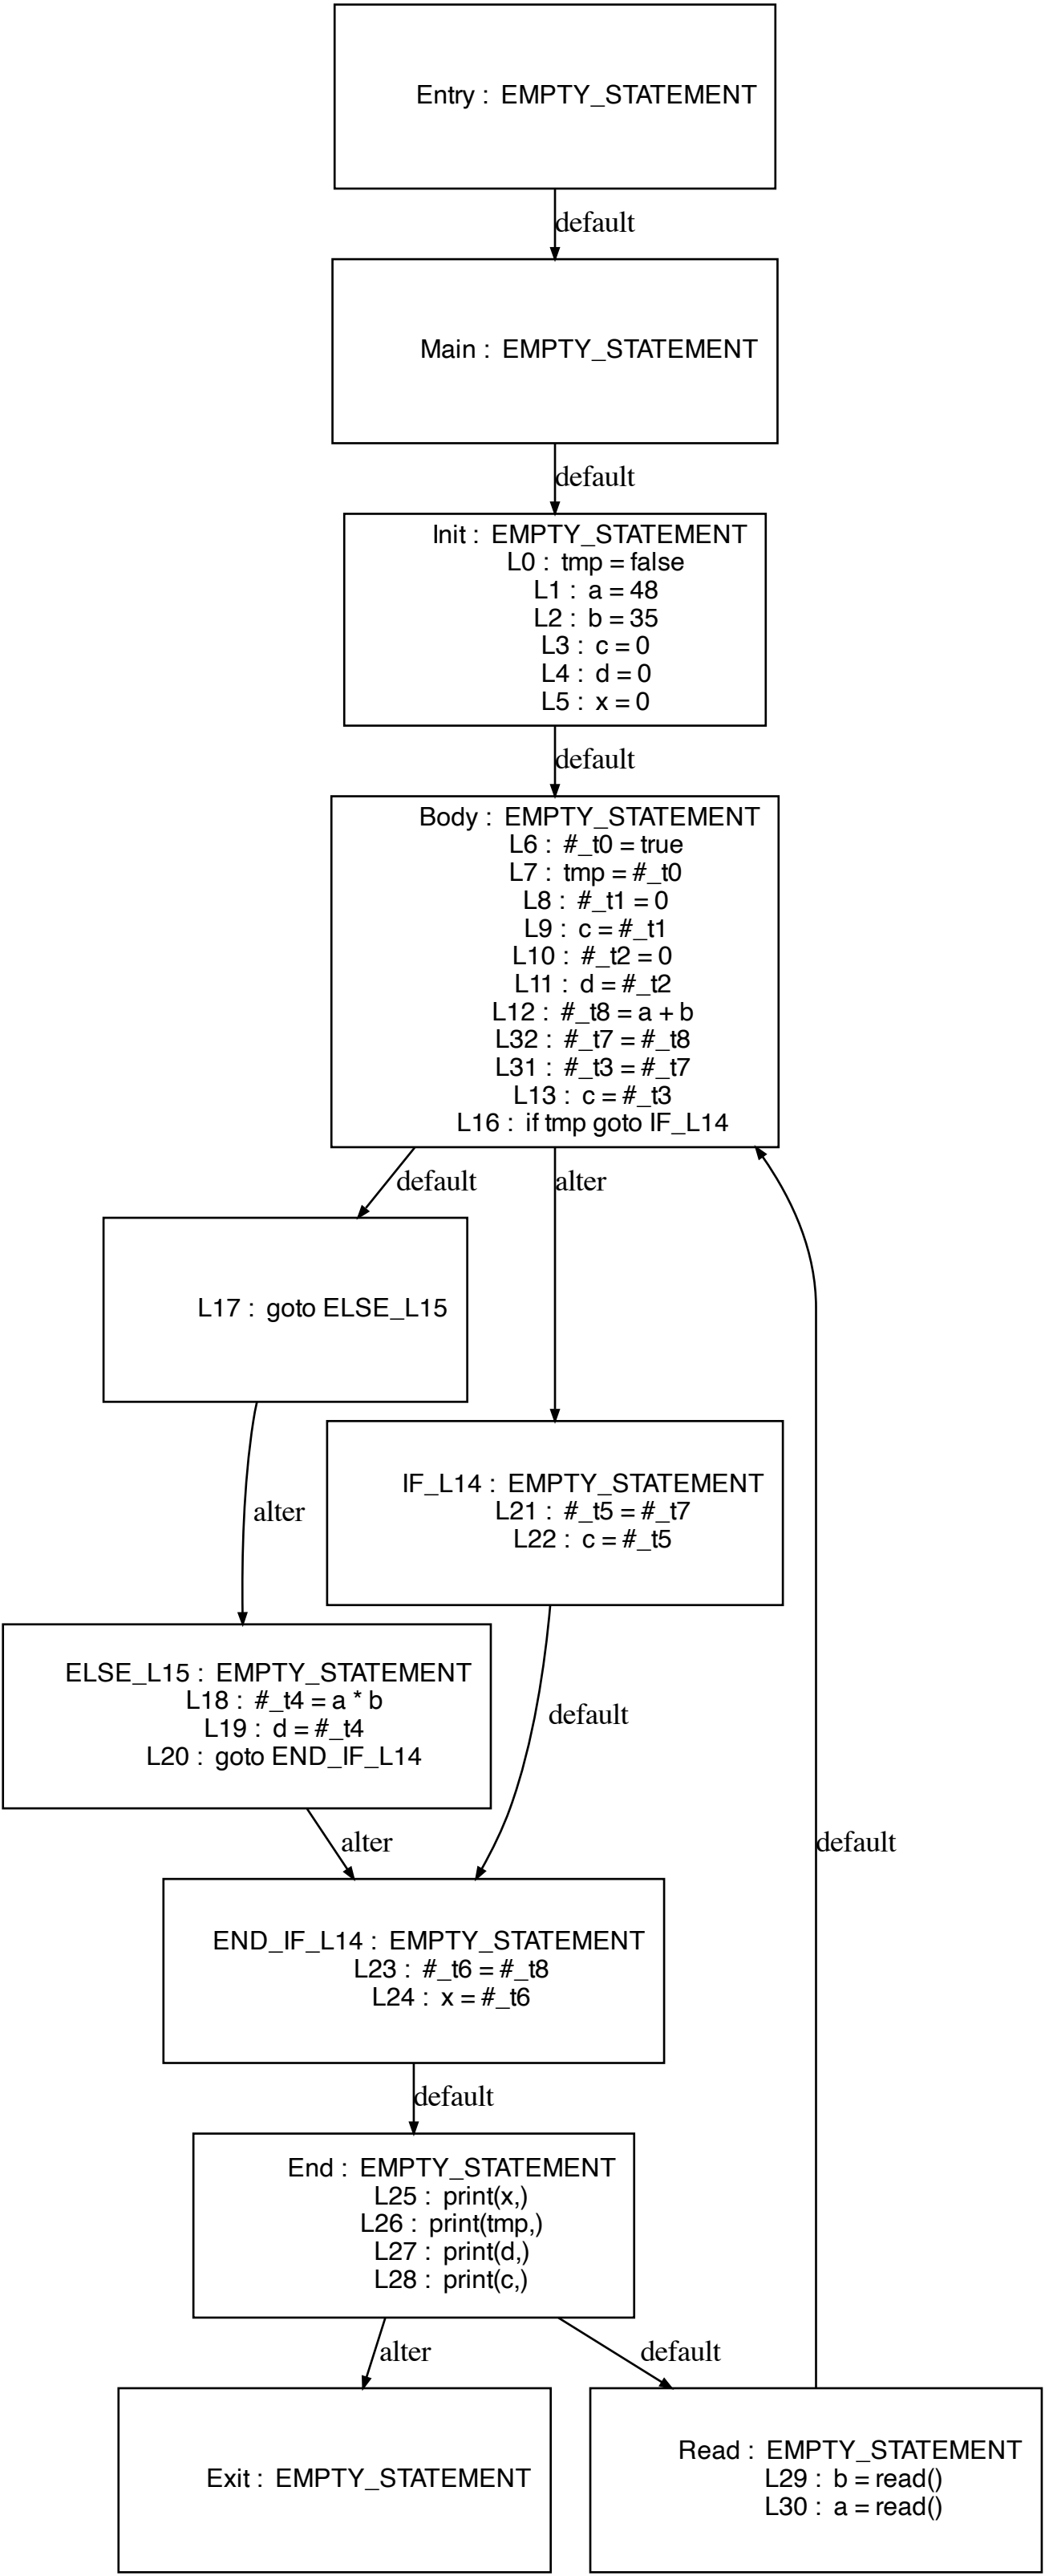 Entry :  EMPTY_STATEMENT
default
Main :  EMPTY_STATEMENT
default
Init :  EMPTY_STATEMENT
L0 :  tmp = false
L1 :  a = 48
L2 :  b = 35
L3 :  c = 0
L4 :  d = 0
L5 :  x = 0
default
Body :  EMPTY_STATEMENT
L6 :  #_t0 = true
L7 :  tmp = #_t0
L8 :  #_t1 = 0
L9 :  c = #_t1
L10 :  #_t2 = 0
L11 :  d = #_t2
L12 :  #_t8 = a + b
L32 :  #_t7 = #_t8
L31 :  #_t3 = #_t7
L13 :  c = #_t3
L16 :  if tmp goto IF_L14
default
alter
L17 :  goto ELSE_L15
IF_L14 :  EMPTY_STATEMENT
L21 :  #_t5 = #_t7
L22 :  c = #_t5
alter
ELSE_L15 :  EMPTY_STATEMENT
L18 :  #_t4 = a * b
L19 :  d = #_t4
L20 :  goto END_IF_L14
default
alter
default
END_IF_L14 :  EMPTY_STATEMENT
L23 :  #_t6 = #_t8
L24 :  x = #_t6
default
End :  EMPTY_STATEMENT
L25 :  print(x,)
L26 :  print(tmp,)
L27 :  print(d,)
L28 :  print(c,)
alter
default
Exit :  EMPTY_STATEMENT
Read :  EMPTY_STATEMENT
L29 :  b = read()
L30 :  a = read()